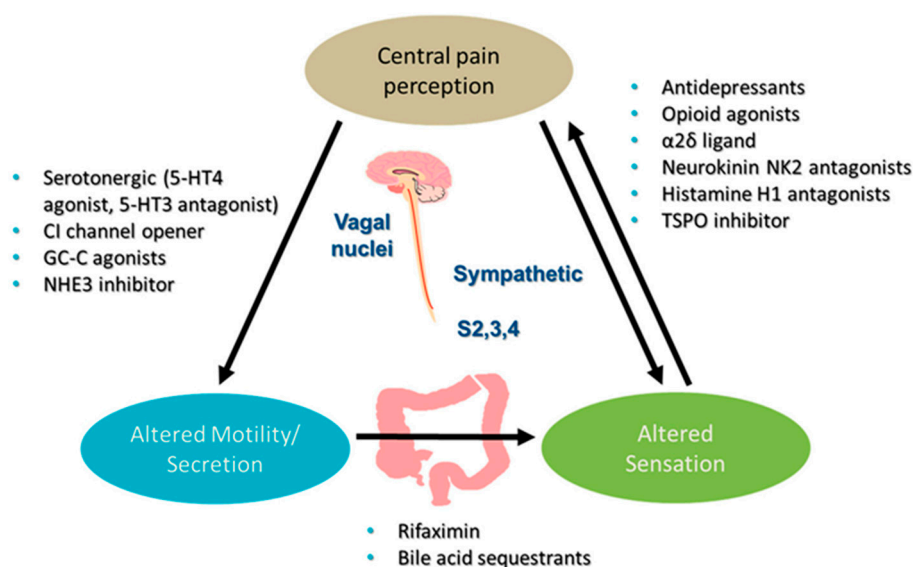 Central pain
perception
• Antidepressants
• Opioid agonists
• α2δ ligand
• Neurokinin NK2 antagonists
• Histamine H1 antagonists
• TSPO inhibitor
• Serotonergic (5-HT4
agonist, 5-HT3 antagonist)
• CI channel opener
• GC-C agonists
• NHE3 inhibitor
Vagal
nuclei
Sympathetic
S2,3,4
Altered Motility/
Secretion
Altered
Sensation
• Rifaximin
• Bile acid sequestrants